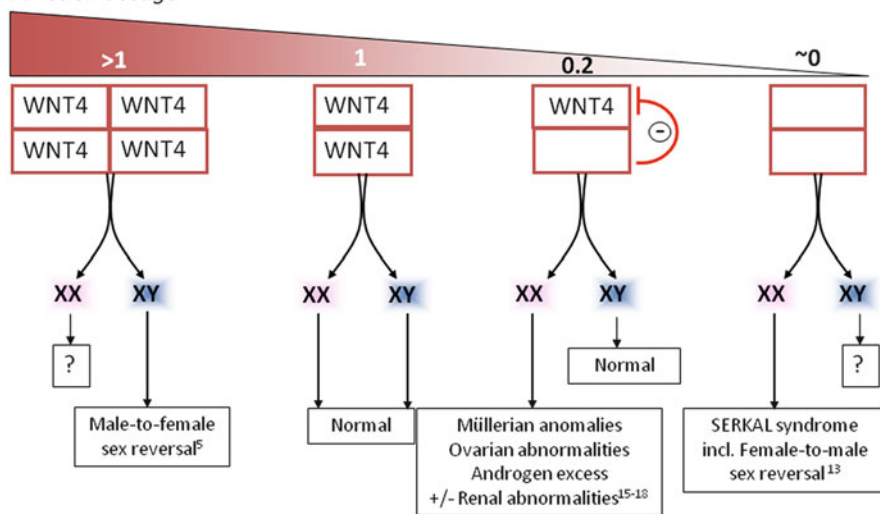 >1 1 0.2 ~0
WNT4 WNT4 WNT4 WNT4
WNT4 WNT4 WNT4
-
XX XY XX XY XX XY XX XY
? Normal ?
Male-to-female
sex reversal5
Normal
Müllerian anomalies
Ovarian abnormalities
Androgen excess
+/- Renal abnormalities15-18
SERKAL syndrome
incl. Female-to-male
sex reversal13